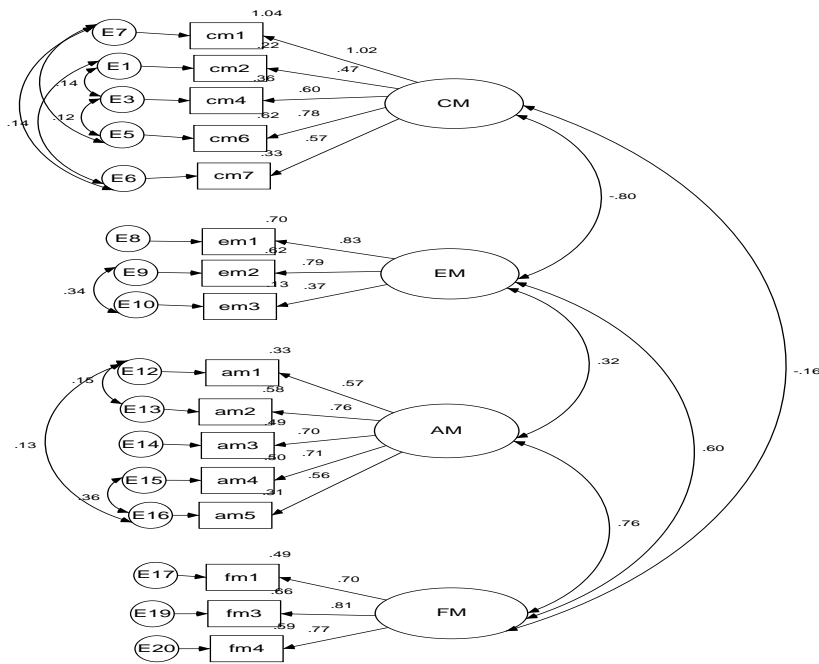 1.04
E7 cm1 1.02
.22
E1 cm2 .47
.14 .36
E3 cm4 .60 CM
.14 .12 .62 .78
E5 cm6 .57
.33
E6 cm7
-.80
.70
E8 em1 .83
.62
E9 em2 .79 EM
.34 .13 .37
E10 em3
.33 .32
E12 am1 .57 -.16
.15 .58
E13 am2 .76
.49 AM
.13 E14 am3 .70 .60
.50 .71
E15 am4 .56
.36 .31
E16 am5
.76
.49
E17 fm1 .70
.66
E19 fm3 .81 FM
.59 .77
E20 fm4